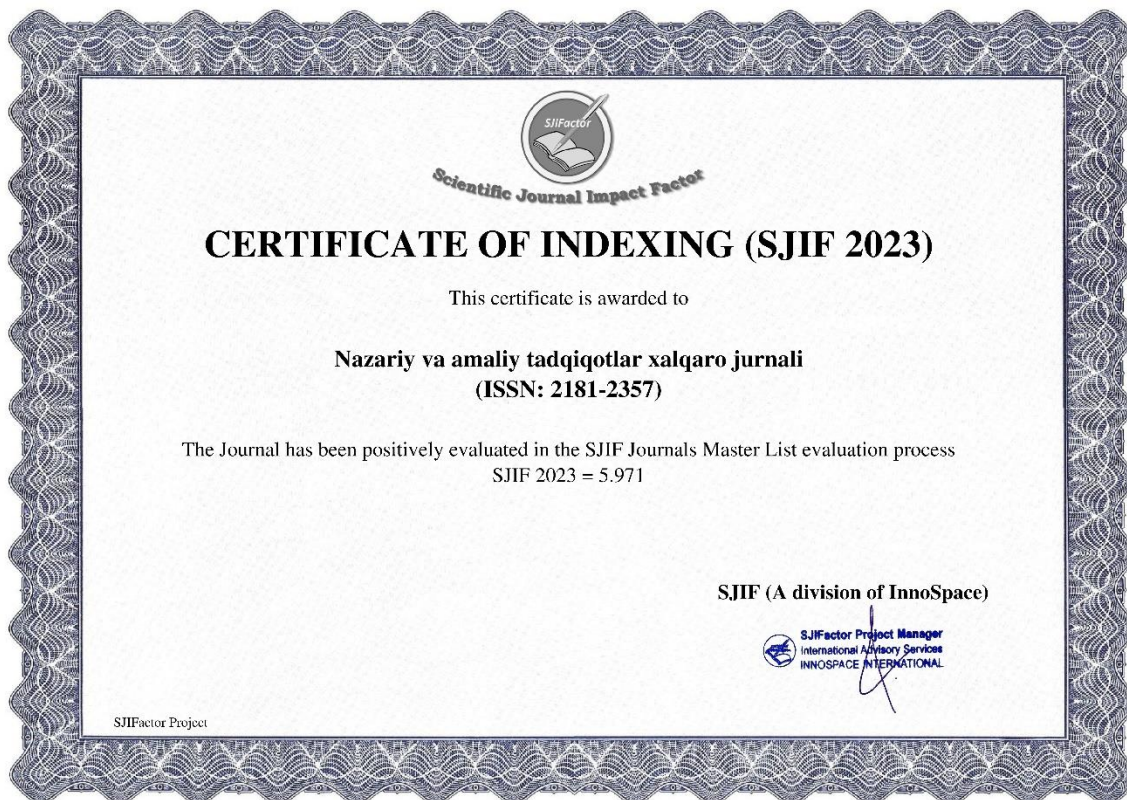 SJIFactor
Scientific Journal Impact Factor
CERTIFICATE OF INDEXING (SJIF 2023)
This certificate is awarded to
Nazariy va amaliy tadqiqotlar xalqaro jurnali
(ISSN: 2181-2357)
The Journal has been positively evaluated in the SJIF Journals Master List evaluation process
SJIF 2023 = 5.971
SJIF (A division of InnoSpace)
SJIFactor Project Manager
International Advisory Services
INNOSPACE INTERNATIONAL
SJIFactor Project